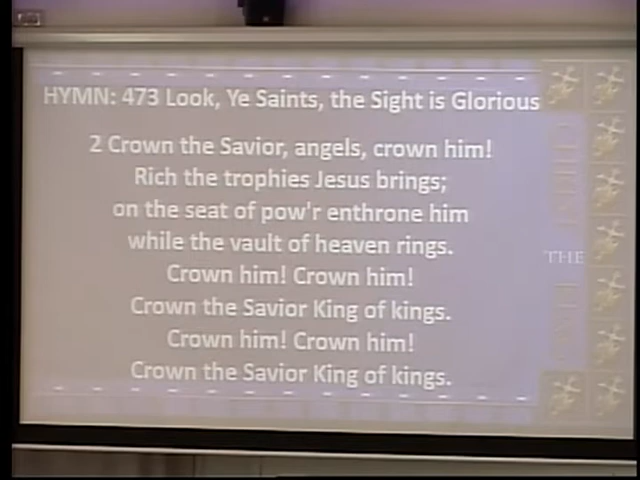 HYMN: 473 Look, Ye Saints, the Sight is Glorious
2 Crown the Savior, angels, crown him!
Rich the trophies Jesus brings;
on the seat of pow'r enthrone him
while the vault of heaven rings.
Crown him! Crown him!
Crown the Savior King of kings.
Crown him! Crown him!
Crown the Savior King of kings.
THE